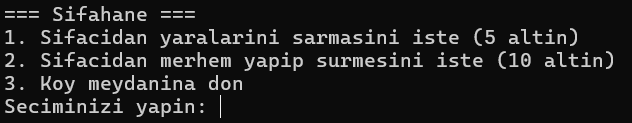 === Sifahane ===
1. Sifacidan yaralarini sarmasini iste (5 altin)
2. Sifacidan merhem yapip surmesini iste (10 altin)
3. Koy meydanina don
Seciminizi yapin: